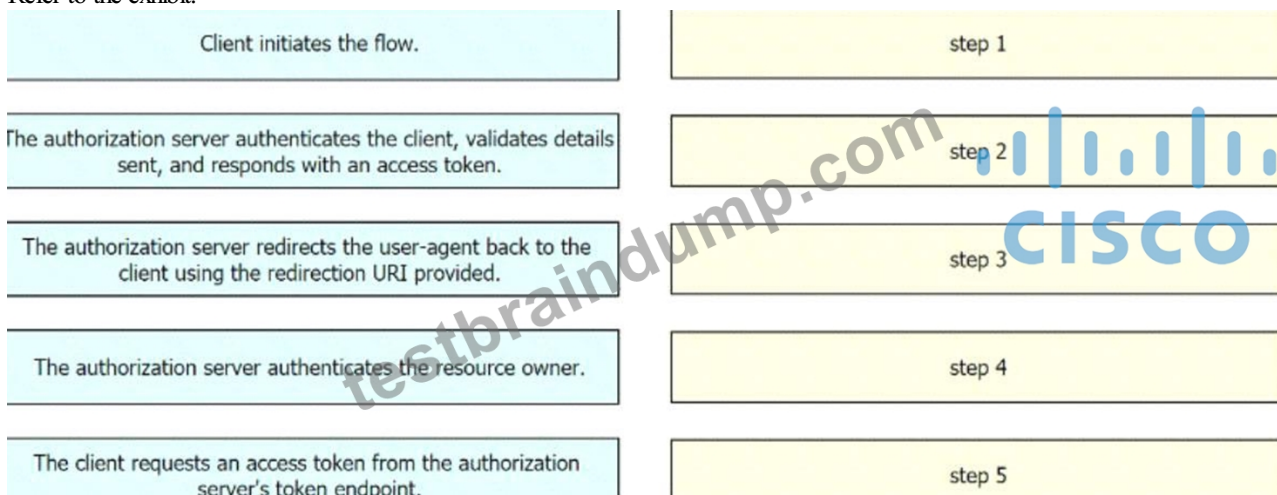 Refer to the exhibit.
Client initiates the flow.
step 1
The authorization server authenticates the client, validates details
sent, and responds with an access token.
step 2
The authorization server redirects the user-agent back to the
client using the redirection URI provided.
step 3
The authorization server authenticates the resource owner.
step 4
The client requests an access token from the authorization
server's token endpoint.
step 5
testbraindump.com
CISCO